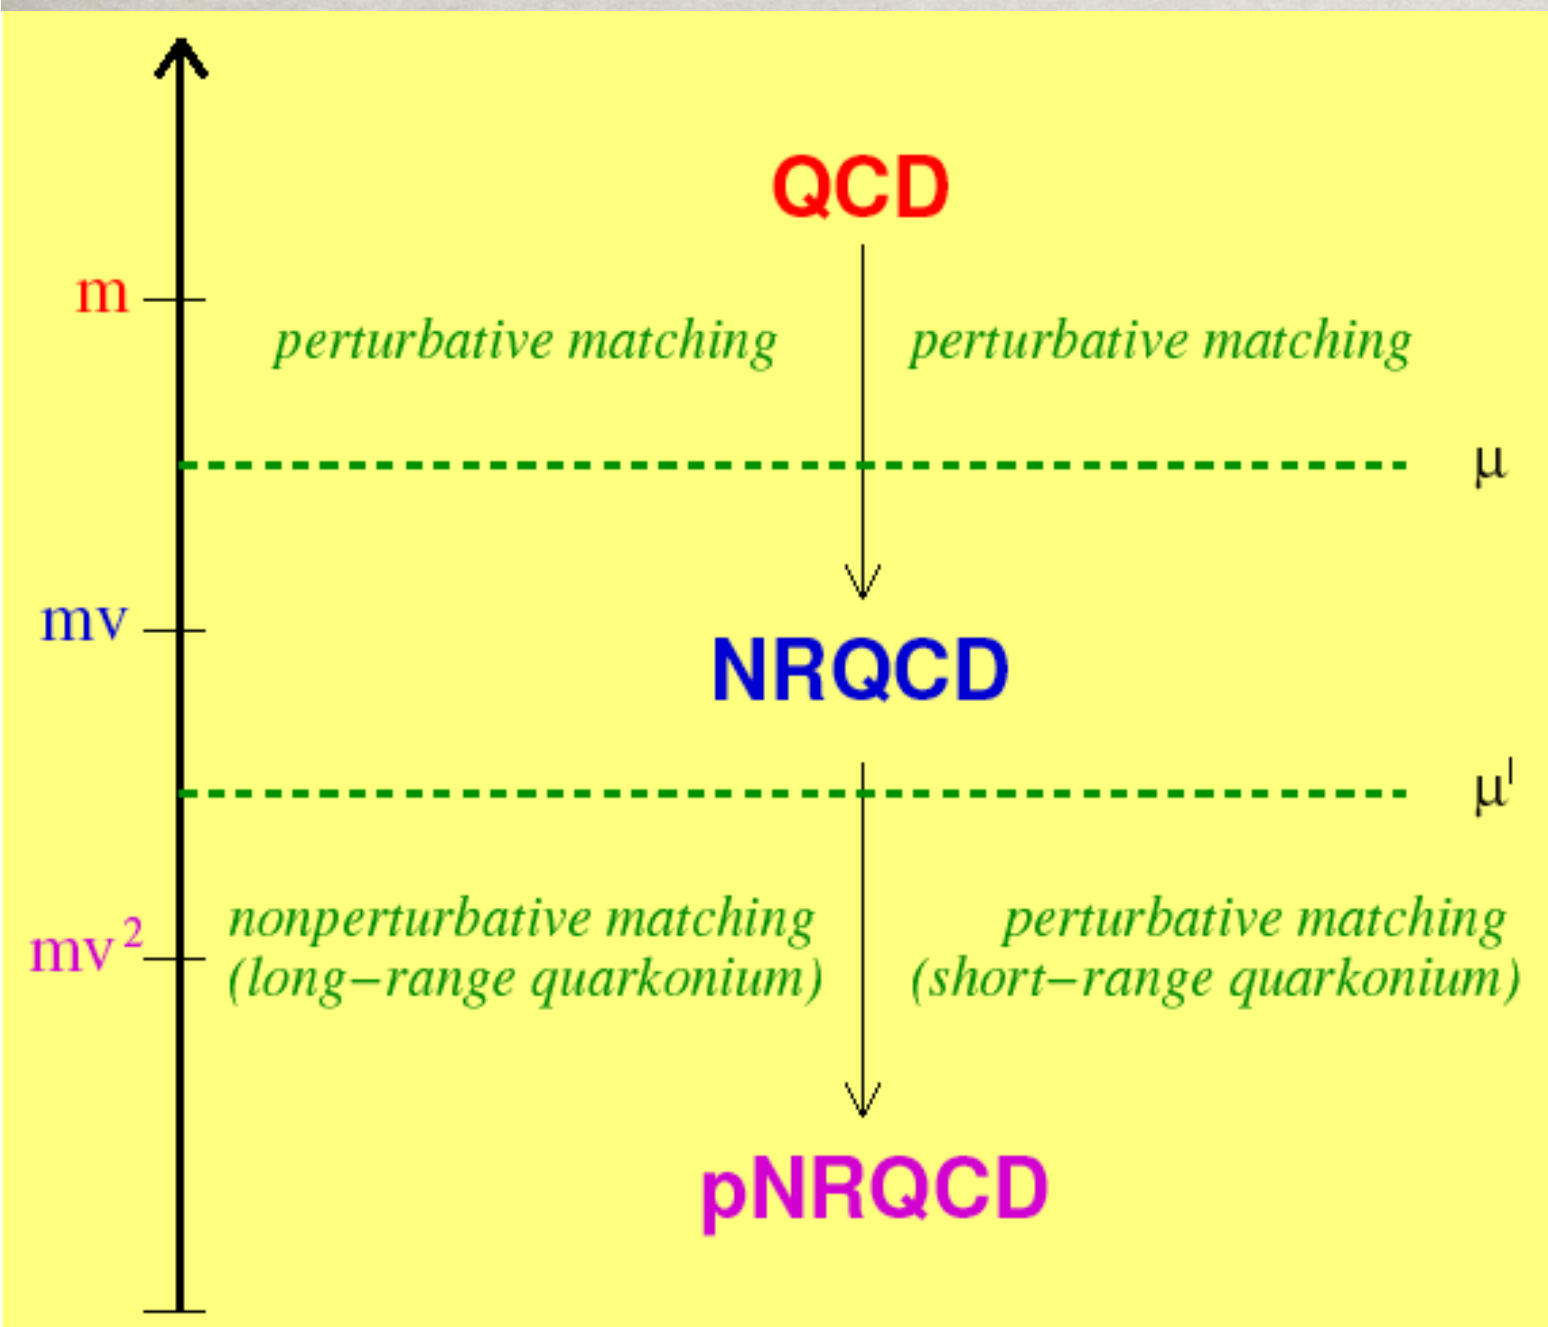 QCD
m
perturbative matching perturbative matching
μ
mv
NRQCD
μ'
nonperturbative matching perturbative matching
mv²
(long−range quarkonium) (short−range quarkonium)
pNRQCD